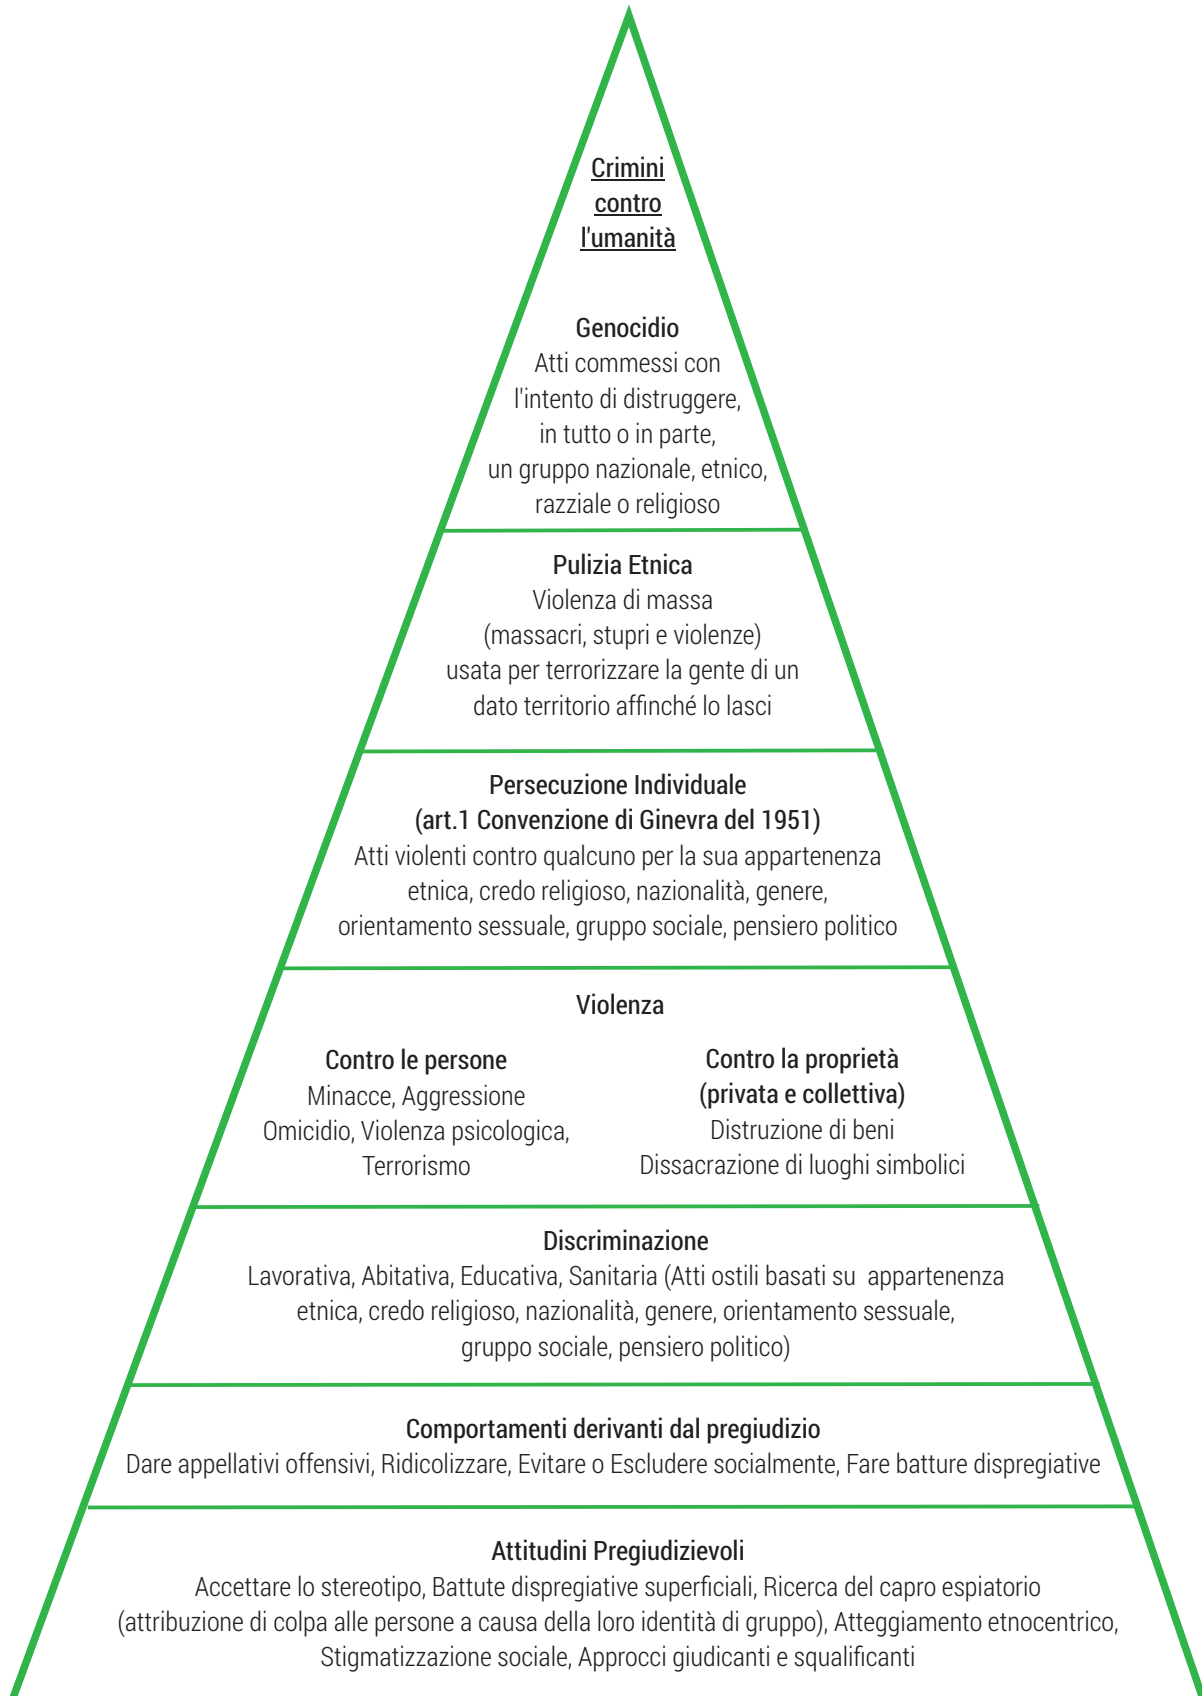 Crimini
contro
l'umanità
Genocidio
Atti commessi con
l'intento di distruggere,
in tutto o in parte,
un gruppo nazionale, etnico,
razziale o religioso
Pulizia Etnica
Violenza di massa
(massacri, stupri e violenze)
usata per terrorizzare la gente di un
dato territorio affinché lo lasci
Persecuzione Individuale
(art.1 Convenzione di Ginevra del 1951)
Atti violenti contro qualcuno per la sua appartenenza
etnica, credo religioso, nazionalità, genere,
orientamento sessuale, gruppo sociale, pensiero politico
Violenza
Contro le persone
Minacce, Aggressione
Omicidio, Violenza psicologica,
Terrorismo
Contro la proprietà
(privata e collettiva)
Distruzione di beni
Dissacrazione di luoghi simbolici
Discriminazione
Lavorativa, Abitativa, Educativa, Sanitaria (Atti ostili basati su appartenenza
etnica, credo religioso, nazionalità, genere, orientamento sessuale,
gruppo sociale, pensiero politico)
Comportamenti derivanti dal pregiudizio
Dare appellativi offensivi, Ridicolizzare, Evitare o Escludere socialmente, Fare batture dispregiative
Attitudini Pregiudizievoli
Accettare lo stereotipo, Battute dispregiative superficiali, Ricerca del capro espiatorio
(attribuzione di colpa alle persone a causa della loro identità di gruppo), Atteggiamento etnocentrico,
Stigmatizzazione sociale, Approcci giudicanti e squalificanti